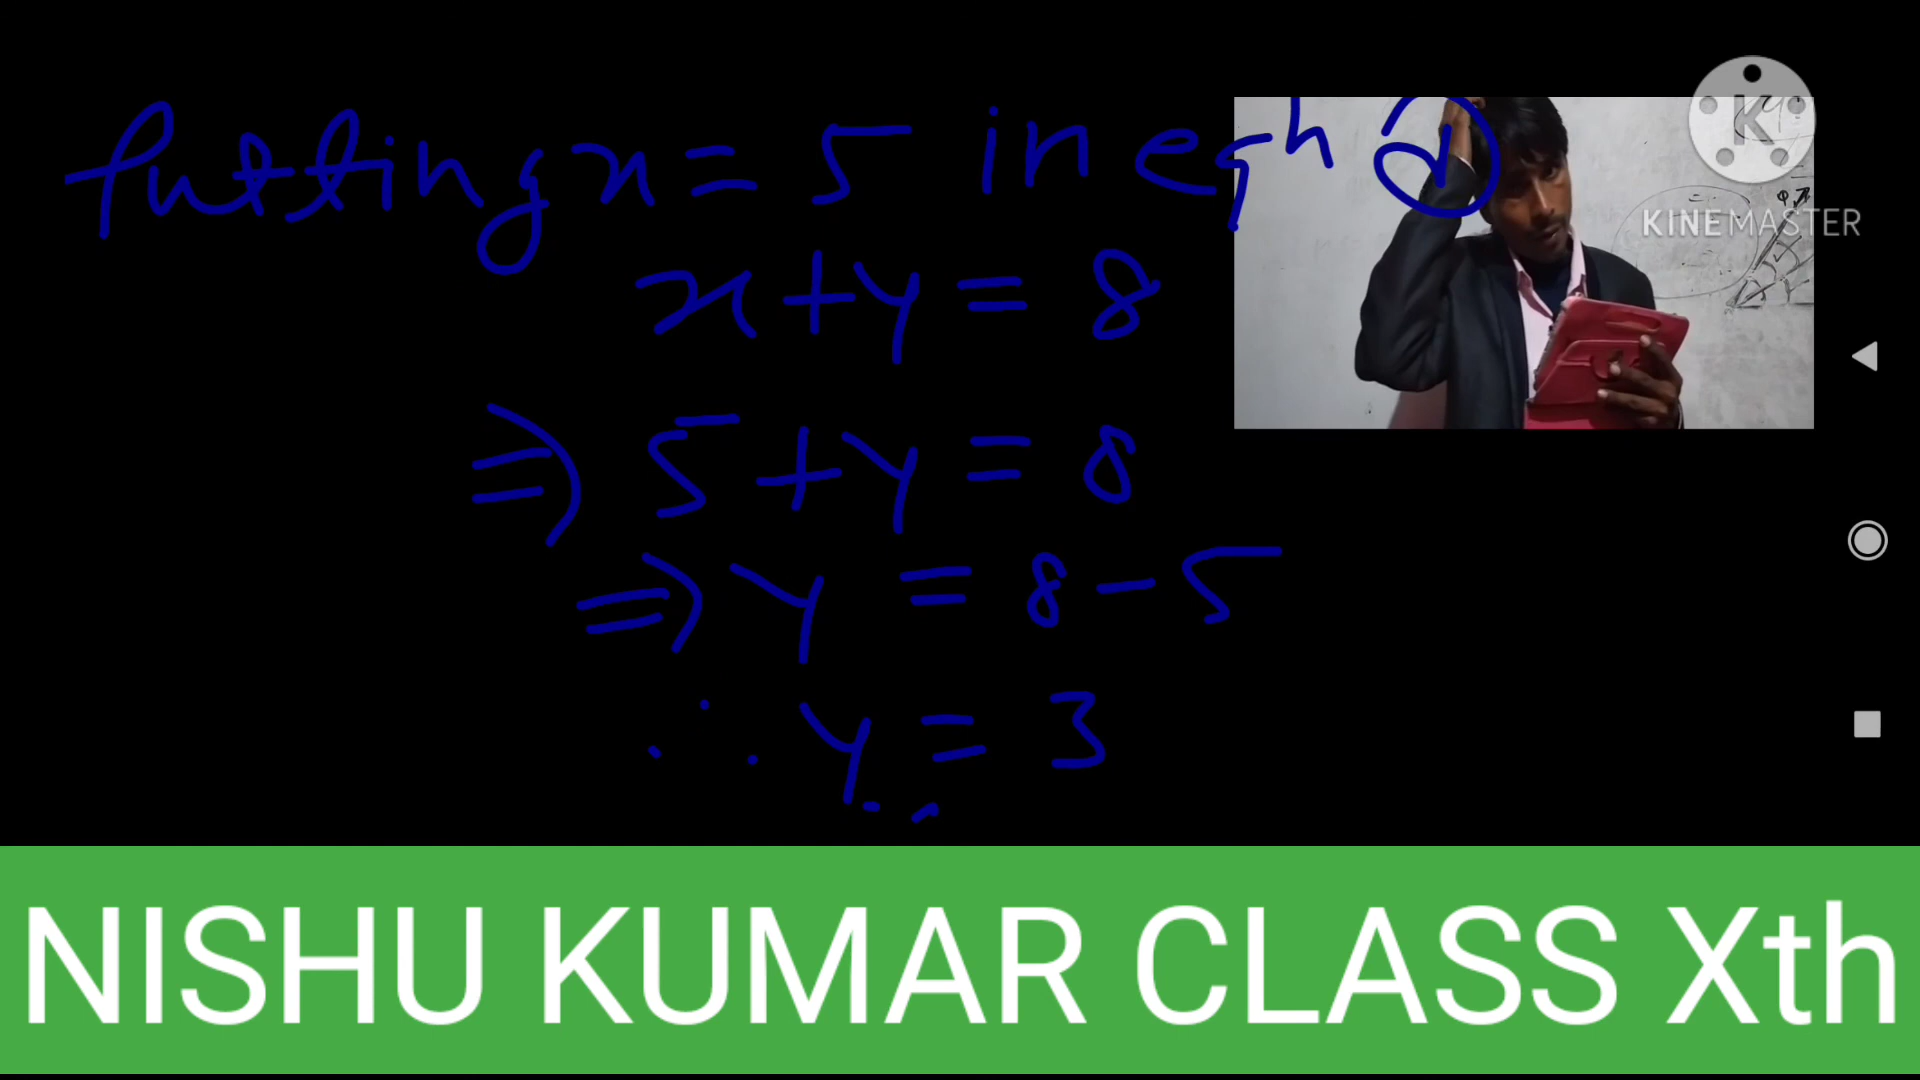 Putting x = 5 in eqn 1
x + y = 8
⇒ 5 + y = 8
⇒ y = 8 - 5
∴ y = 3
K
KINEMASTER
NISHU KUMAR CLASS Xth